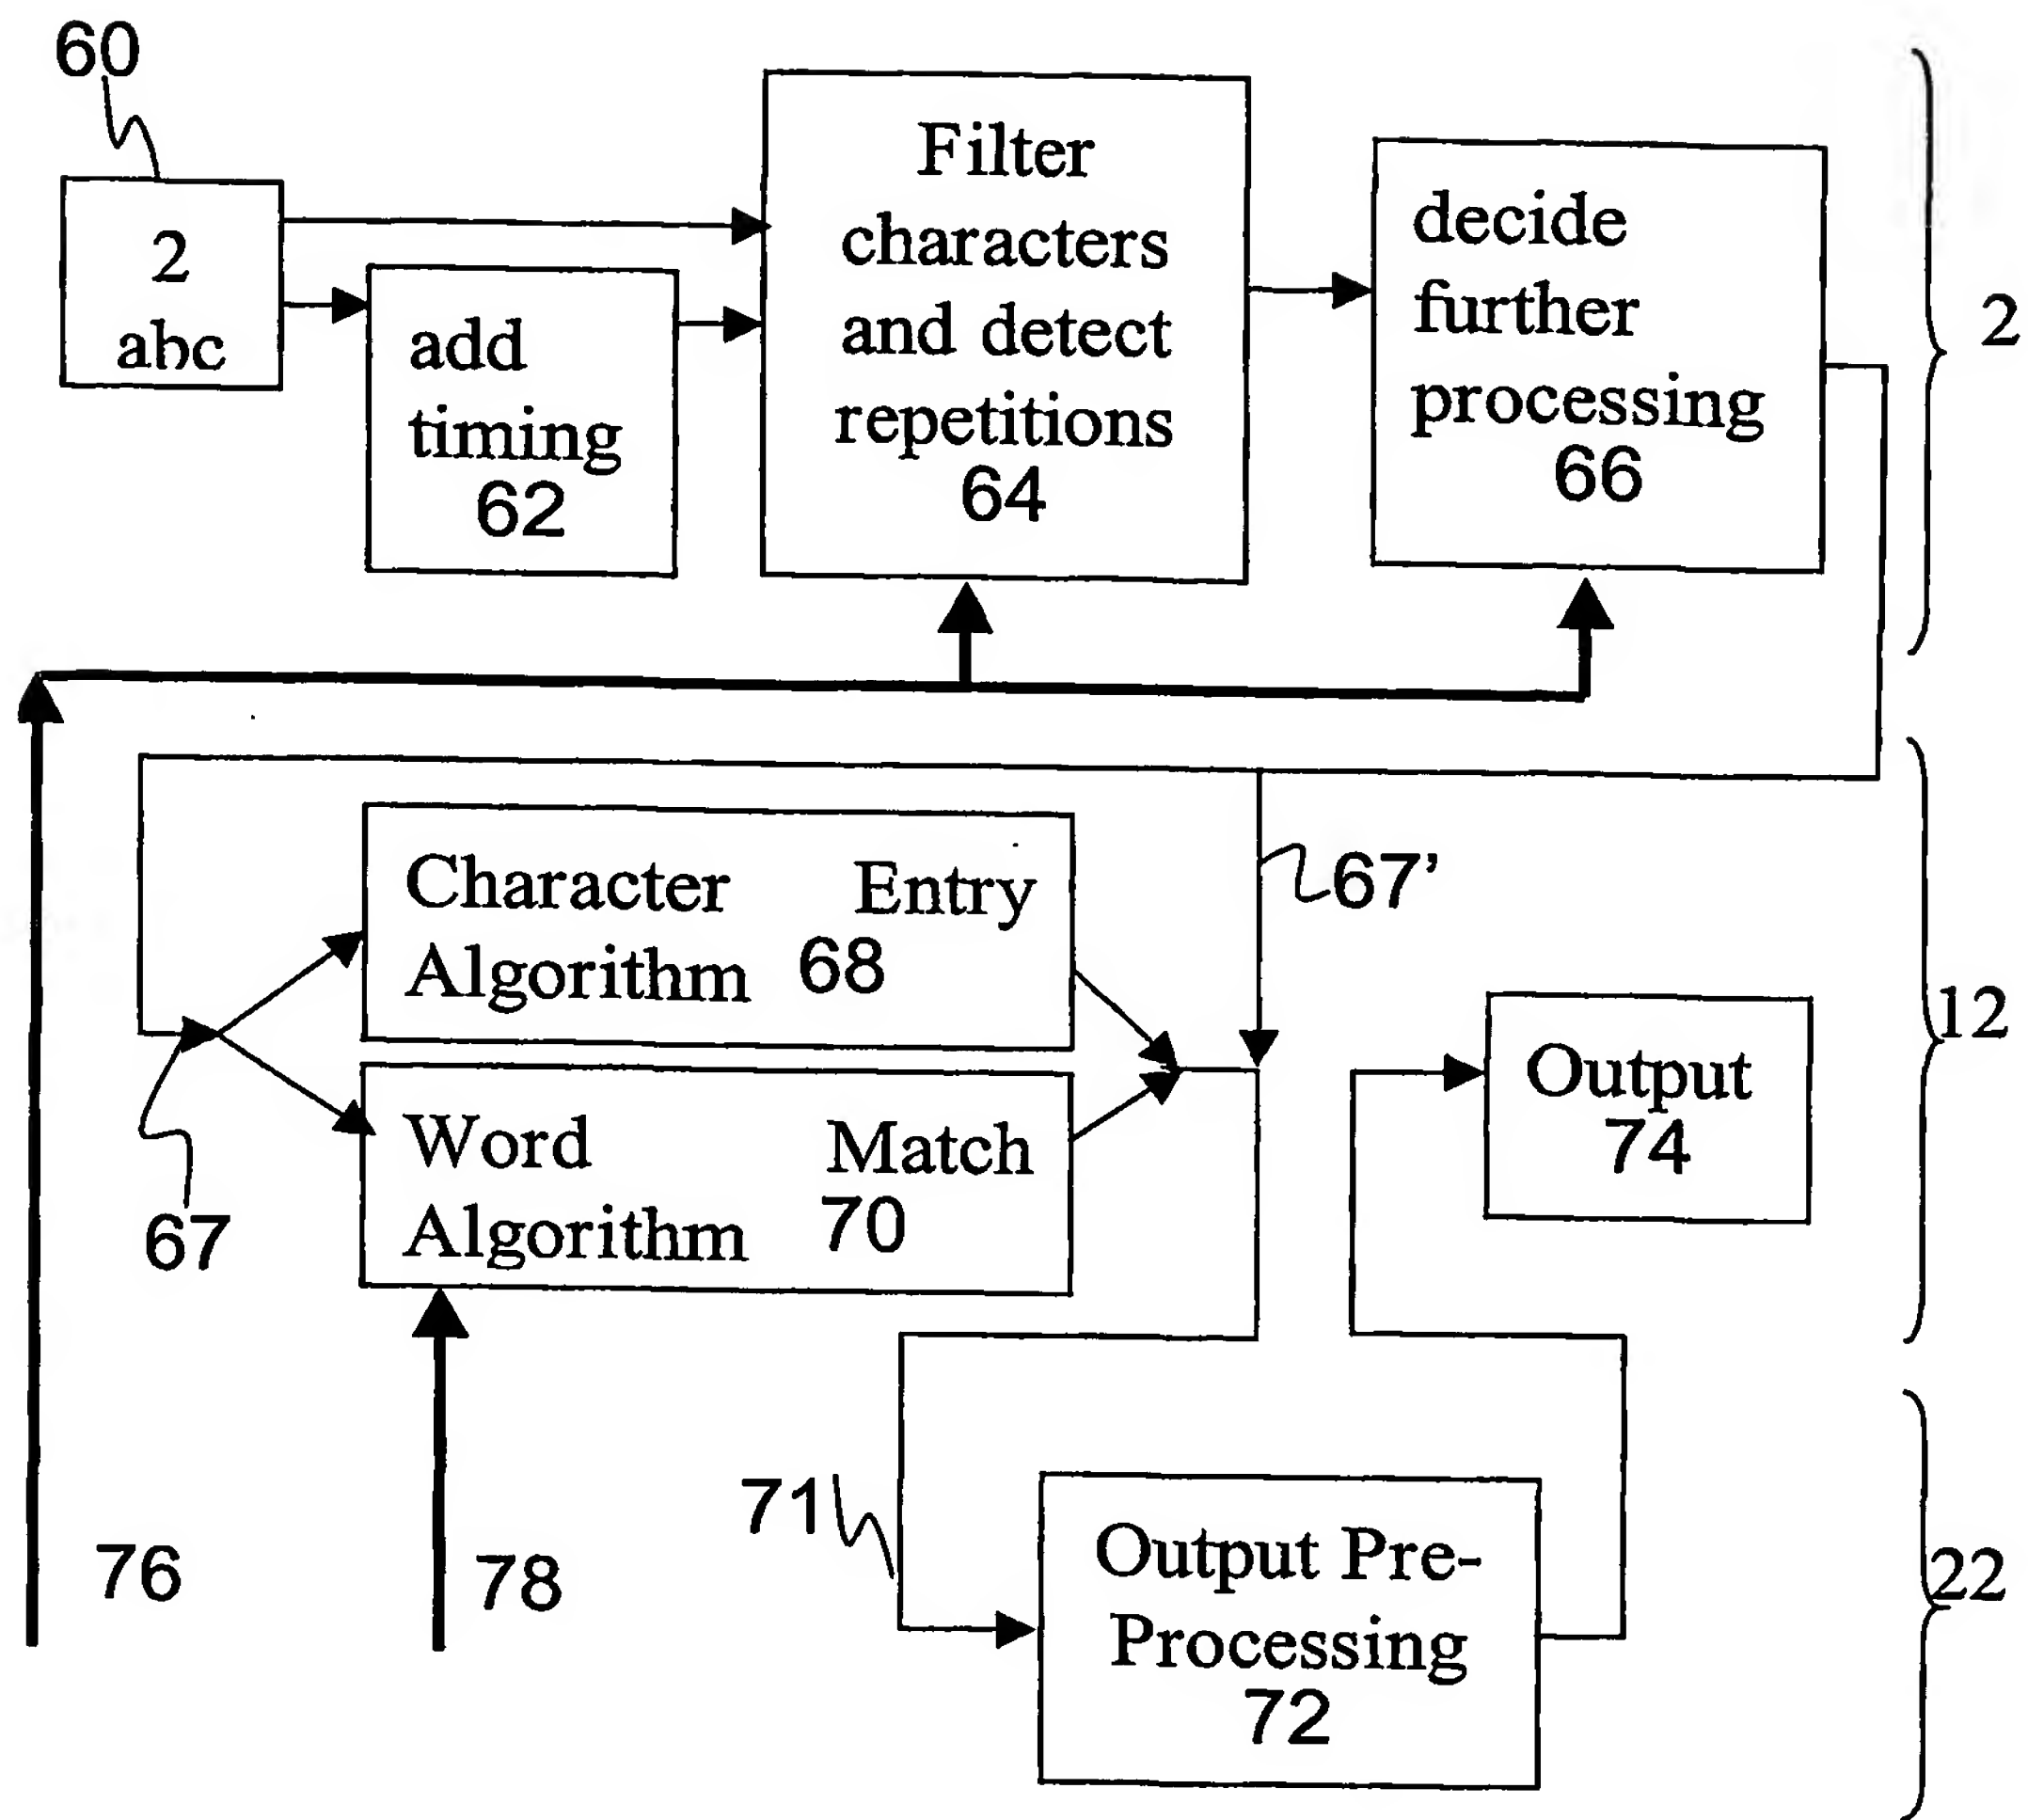 60
2
abc
add
timing
62
Filter
characters
and detect
repetitions
64
decide
further
processing
66
2
Character Entry
Algorithm 68
67'
Word Match
Algorithm 70
67
Output
74
12
76
78
71
Output Pre-
Processing
72
22